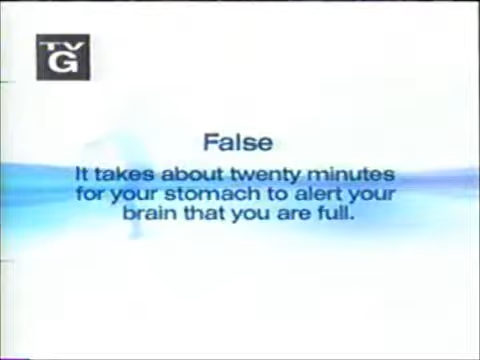 TV
G
False
It takes about twenty minutes
for your stomach to alert your
brain that you are full.